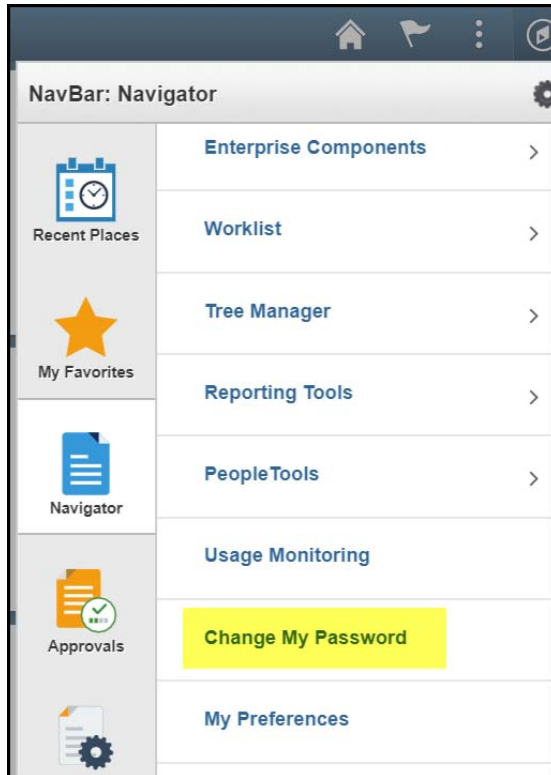 NavBar: Navigator
Recent Places
My Favorites
Navigator
Approvals
Enterprise Components
Worklist
Tree Manager
Reporting Tools
PeopleTools
Usage Monitoring
Change My Password
My Preferences